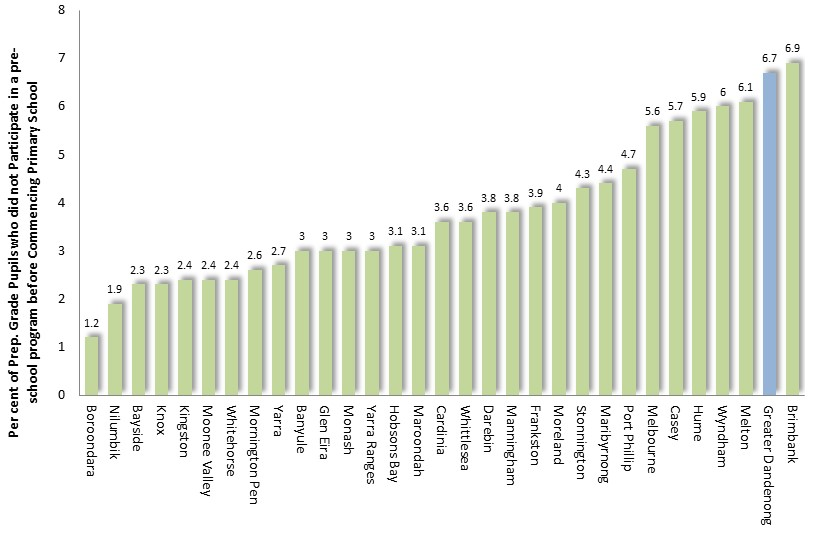 Per cent of Prep. Grade Pupils who did not Participate in a pre-
school program before Commencing Primary School
8
7
6
5
4
3
2
1
0
1.2
1.9
2.3
2.3
2.4
2.4
2.4
2.6
2.7
3
3
3
3
3.1
3.1
3.6
3.6
3.8
3.8
3.9
4
4.3
4.4
4.7
5.6
5.7
5.9
6
6.1
6.7
6.9
Boroondara
Nilumbik
Bayside
Knox
Kingston
Moonee Valley
Whitehorse
Mornington Pen
Yarra
Banyule
Glen Eira
Monash
Yarra Ranges
Hobsons Bay
Maroondah
Cardinia
Whittlesea
Darebin
Manningham
Frankston
Moreland
Stonnington
Maribyrnong
Port Phillip
Melbourne
Casey
Hume
Wyndham
Melton
Greater Dandenong
Brimbank